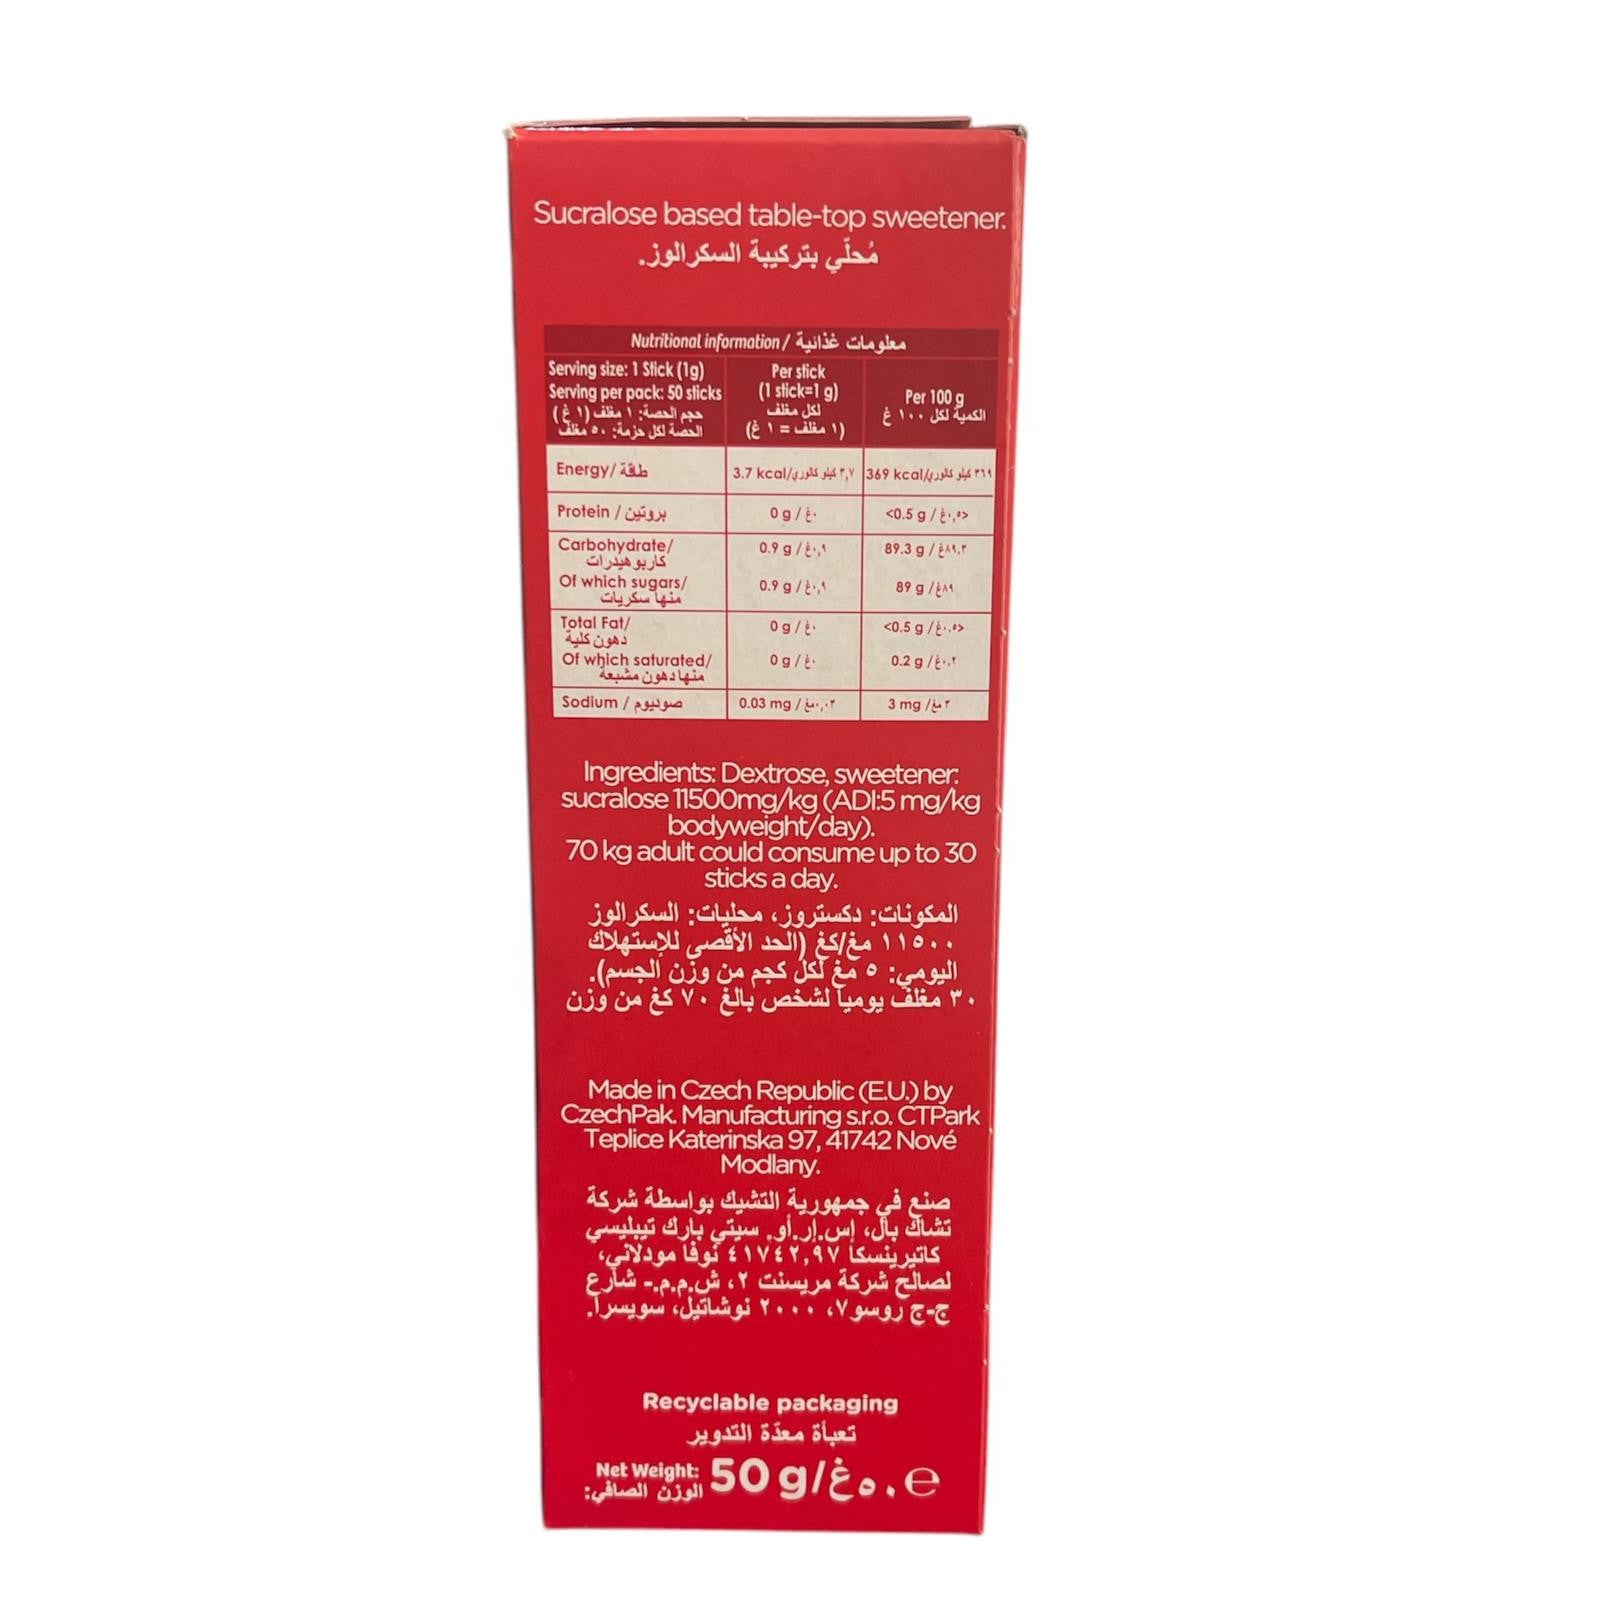 Sucralose based table-top sweetener.
مُحلّي بتركيبة السكرالوز.
Nutritional information / معلومات غذائية
Serving size: 1 Stick (1g)
Serving per pack: 50 sticks
حجم الحصة: ١ مغلف (١ غ)
الحصة لكل حزمة: ٥٠ مغلف
Per stick
(1 stick=1 g)
لكل مغلف
(١ مغلف = ١ غ)
Per 100 g
الكمية لكل ١٠٠ غ
Energy/ طاقة 3.7 kcal/٣,٧ كيلو كالوري 369 kcal/٣٦٩ كيلو كالوري
Protein / بروتين 0 g / ٠غ <0.5 g / <٠,٥غ
Carbohydrate/ 0.9 g / ٠,٩غ 89.3 g / ٨٩,٣غ
كاربوهيدرات
Of which sugars/ 0.9 g / ٠,٩غ 89 g /٨٩غ
منها سكريات
Total Fat/ 0 g / ٠غ <0.5 g /<٠,٥غ
دهون كلية
Of which saturated/ 0 g / ٠غ 0.2 g /٠,٢غ
منها دهون مشبعة
Sodium / صوديوم 0.03 mg / ٠,٠٣مغ 3 mg /٣ مغ
Ingredients: Dextrose, sweetener:
sucralose 11500mg/kg (ADI:5 mg/kg
bodyweight/day).
70 kg adult could consume up to 30
sticks a day.
المكونات: دكستروز، محليات: السكرالوز
١١٥٠٠ مغ/كغ (الحد الأقصى للإستهلاك
اليومي: ٥ مغ لكل كجم من وزن الجسم).
٣٠ مغلف يوميا لشخص بالغ ٧٠ كغ من وزن
Made in Czech Republic (E.U.) by
CzechPak Manufacturing s.r.o. CTPark
Teplice Katerinska 97, 41742 Nové
Modlany.
صنع في جمهورية التشيك بواسطة شركة
تشاك بال، إس.إر.أو. سيتي بارك تيبليسي
كاتيرينسكا ٤١٧٤٢,٩٧ نوفا مودلاني،
لصالح شركة مريسنت ٢، ش.م.م.- شارع
ج-ج روسو٧، ٢٠٠٠ نوشاتيل، سويسرا.
Recyclable packaging
تعبأة معدّة التدوير
Net Weight: 50 g/٥٠غ ℮
الوزن الصافي: